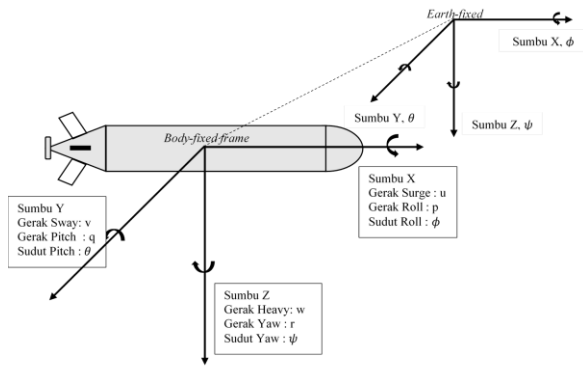 Earth-fixed
Sumbu X, ϕ
Sumbu Y, θ
Sumbu Z, ψ
Body-fixed-frame
Sumbu X
Gerak Surge : u
Gerak Roll : p
Sudut Roll : ϕ
Sumbu Y
Gerak Sway: v
Gerak Pitch : q
Sudut Pitch : θ
Sumbu Z
Gerak Heavy: w
Gerak Yaw : r
Sudut Yaw : ψ